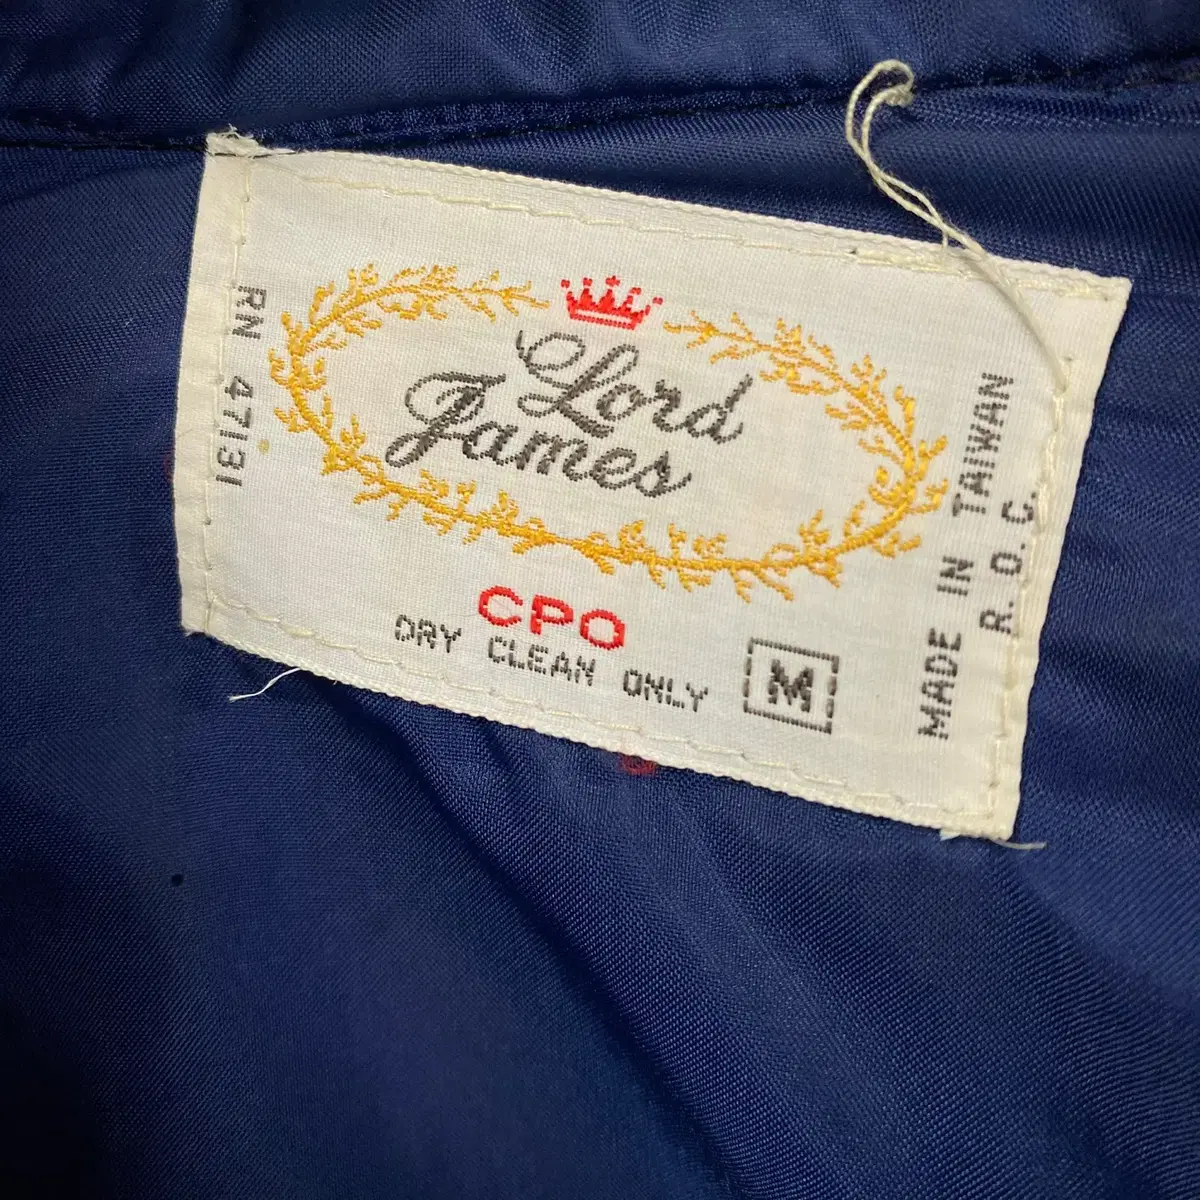 Lord
James
CPO
DRY CLEAN ONLY
M
RN 47131
MADE IN TAIWAN
R.O.C.